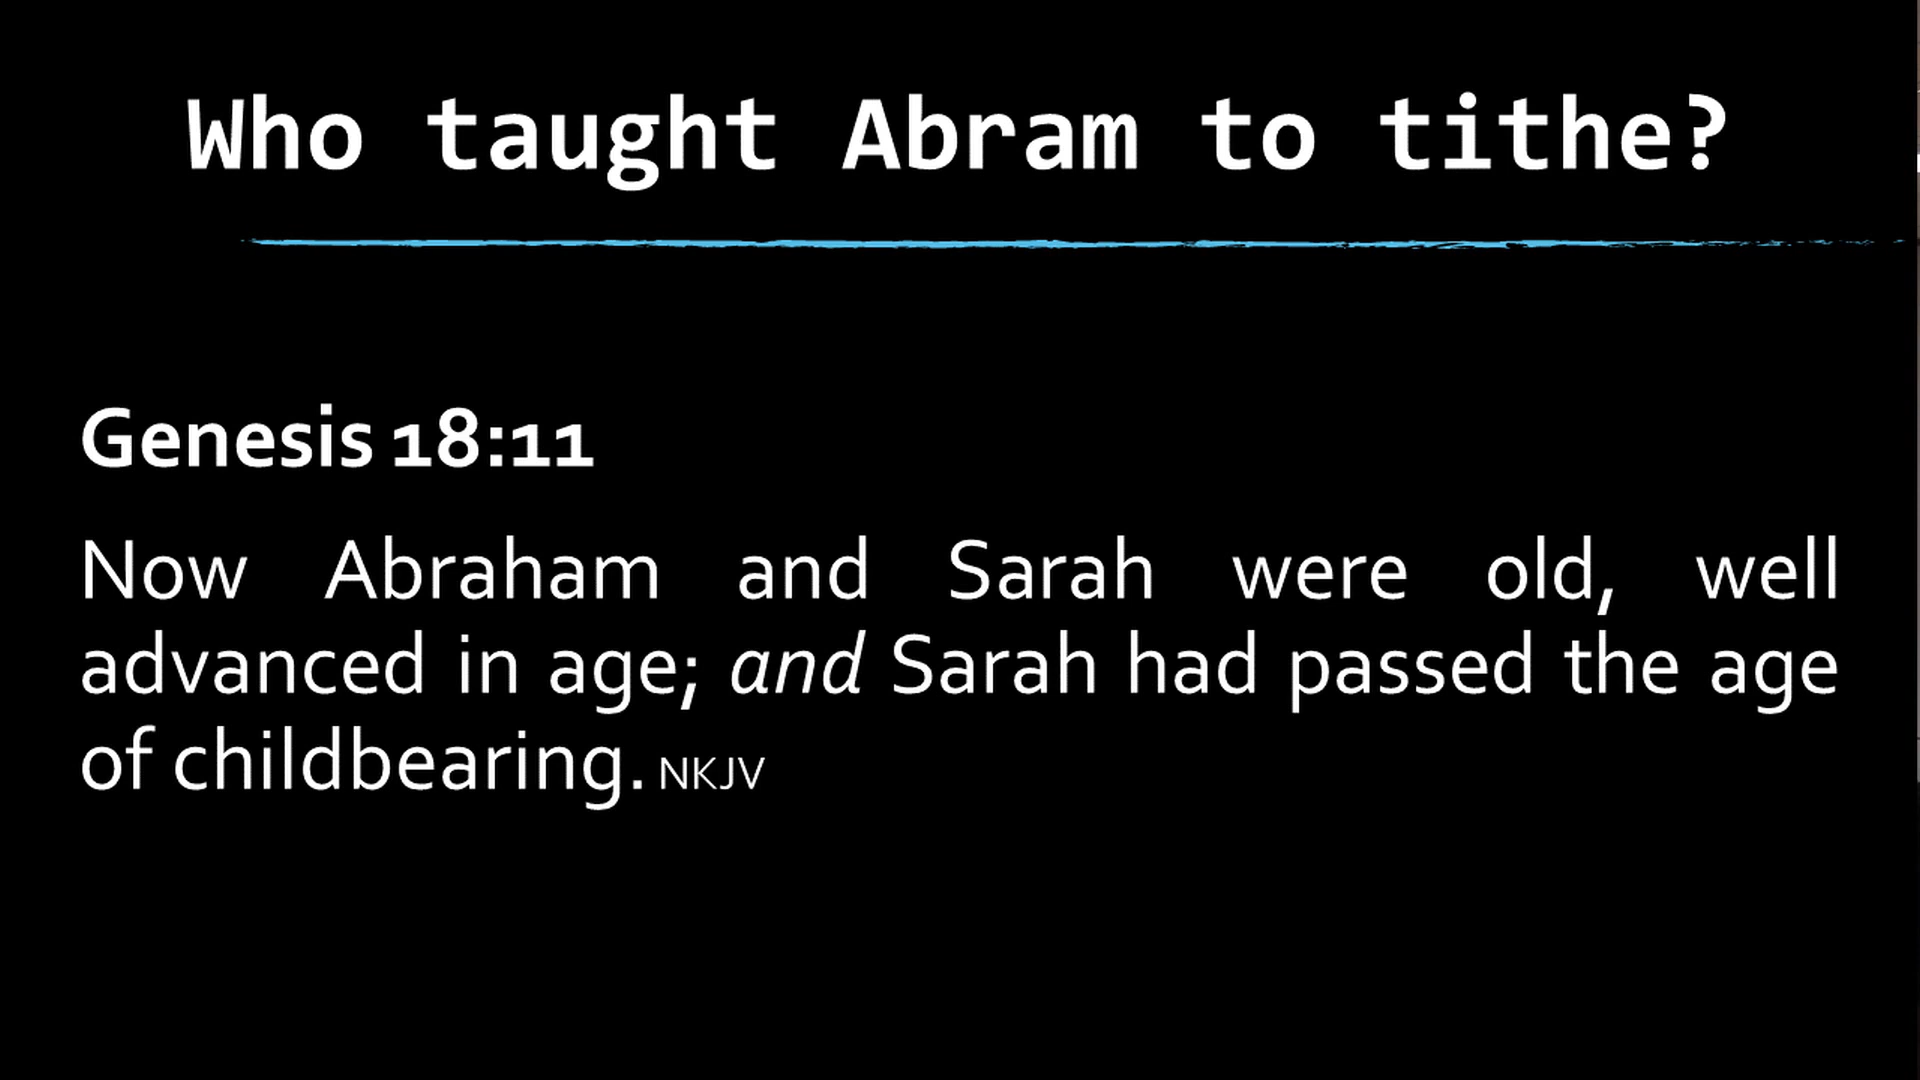 Who taught Abram to tithe?
Genesis 18:11
Now Abraham and Sarah were old, well
advanced in age; and Sarah had passed the age
of childbearing. NKJV